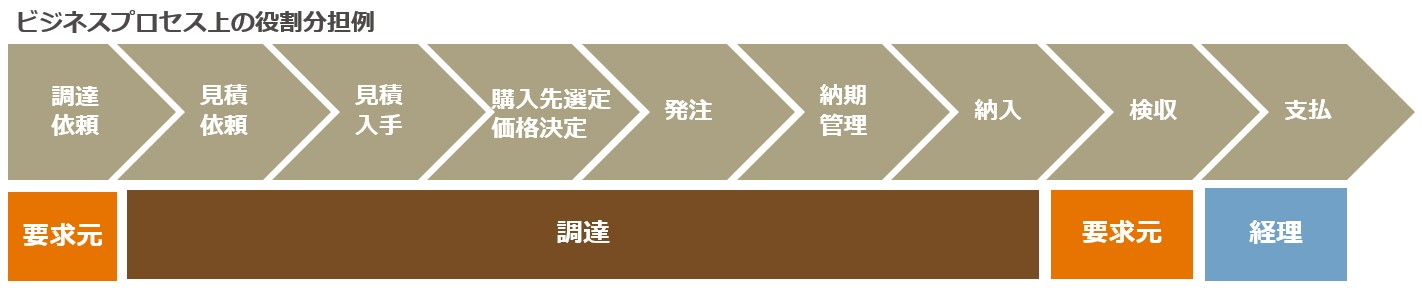 ビジネスプロセス上の役割分担例
調達
依頼
見積
依頼
見積
入手
購入先選定
価格決定
発注
納期
管理
納入
検収
支払
要求元
調達
要求元
経理